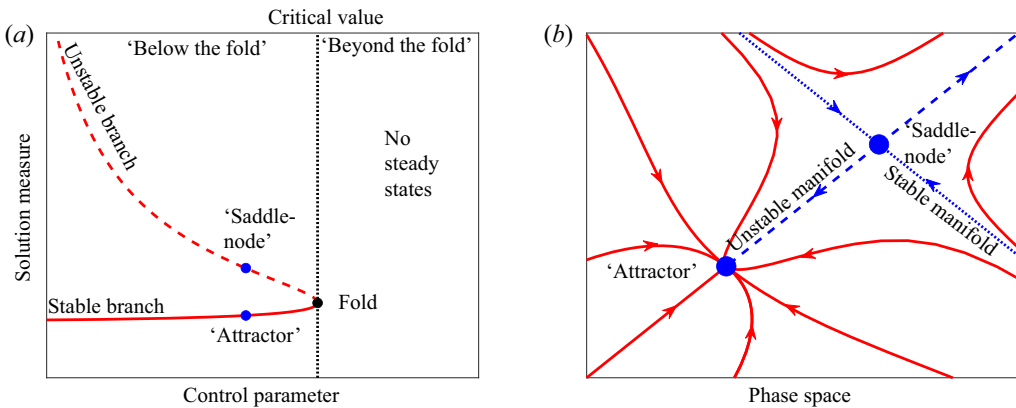 (a)
Critical value
'Below the fold'
'Beyond the fold'
Unstable branch
No
steady
states
Solution measure
'Saddle-
node'
Stable branch
Fold
'Attractor'
Control parameter
(b)
'Saddle-
node'
Unstable manifold
Stable manifold
'Attractor'
Phase space